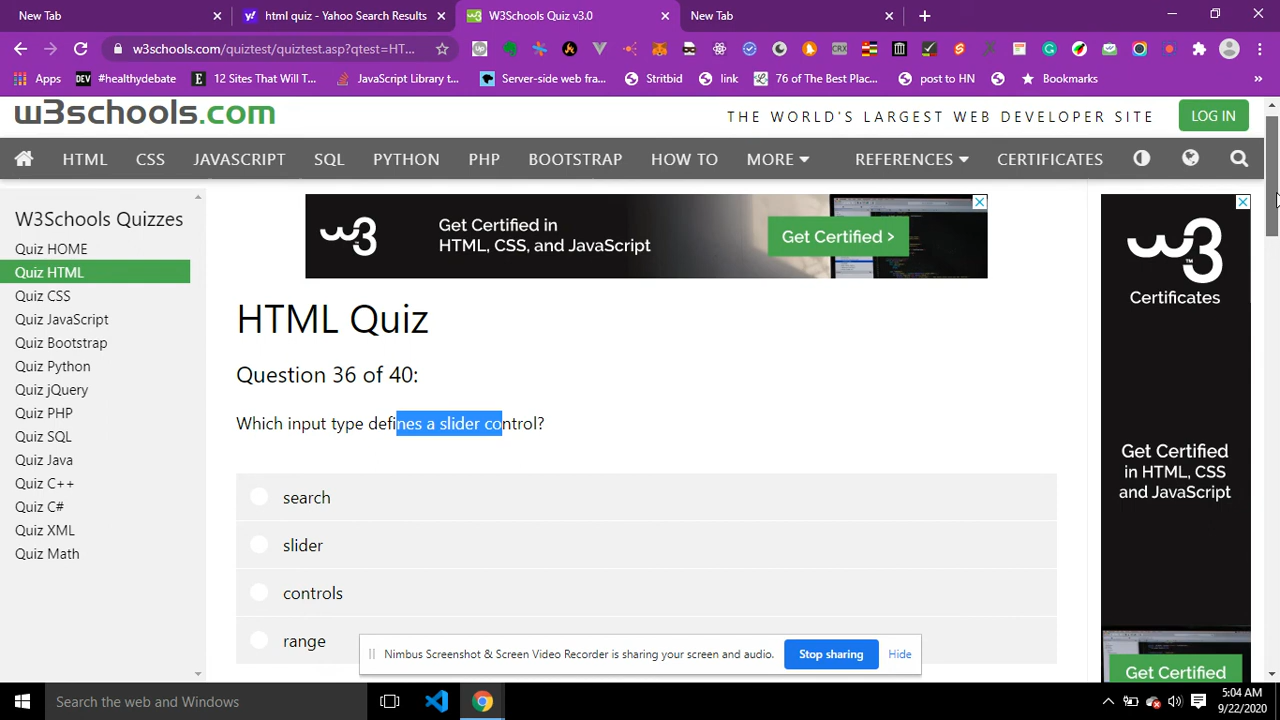 New Tab
html quiz - Yahoo Search Results
W3Schools Quiz v3.0
New Tab
w3schools.com/quiztest/quiztest.asp?qtest=HT...
Apps
DEV #healthydebate
E 12 Sites That Will T...
JavaScript Library t...
Server-side web fra...
Stritbid
link
76 of The Best Plac...
post to HN
Bookmarks
w3schools.com
THE WORLD'S LARGEST WEB DEVELOPER SITE
LOG IN
HTML CSS JAVASCRIPT SQL PYTHON PHP BOOTSTRAP HOW TO MORE REFERENCES CERTIFICATES
W3Schools Quizzes
Quiz HOME
Quiz HTML
Quiz CSS
Quiz JavaScript
Quiz Bootstrap
Quiz Python
Quiz jQuery
Quiz PHP
Quiz SQL
Quiz Java
Quiz C++
Quiz C#
Quiz XML
Quiz Math
W3
Get Certified in
HTML, CSS, and JavaScript
Get Certified >
HTML Quiz
Question 36 of 40:
Which input type defines a slider control?
search
slider
controls
range
Nimbus Screenshot & Screen Video Recorder is sharing your screen and audio.
Stop sharing
Hide
W3
Certificates
Get Certified
in HTML, CSS
and JavaScript
Get Certified
Search the web and Windows
5:04 AM
9/22/2020